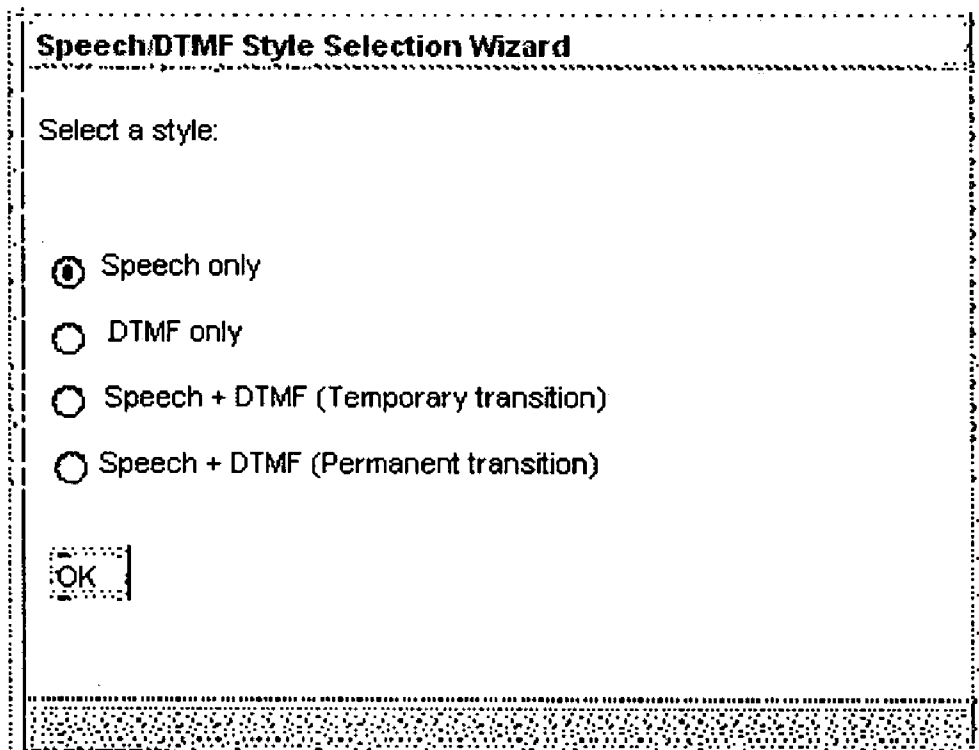 Speech/DTMF Style Selection Wizard
Select a style:
Speech only
DTMF only
Speech + DTMF (Temporary transition)
Speech + DTMF (Permanent transition)
OK